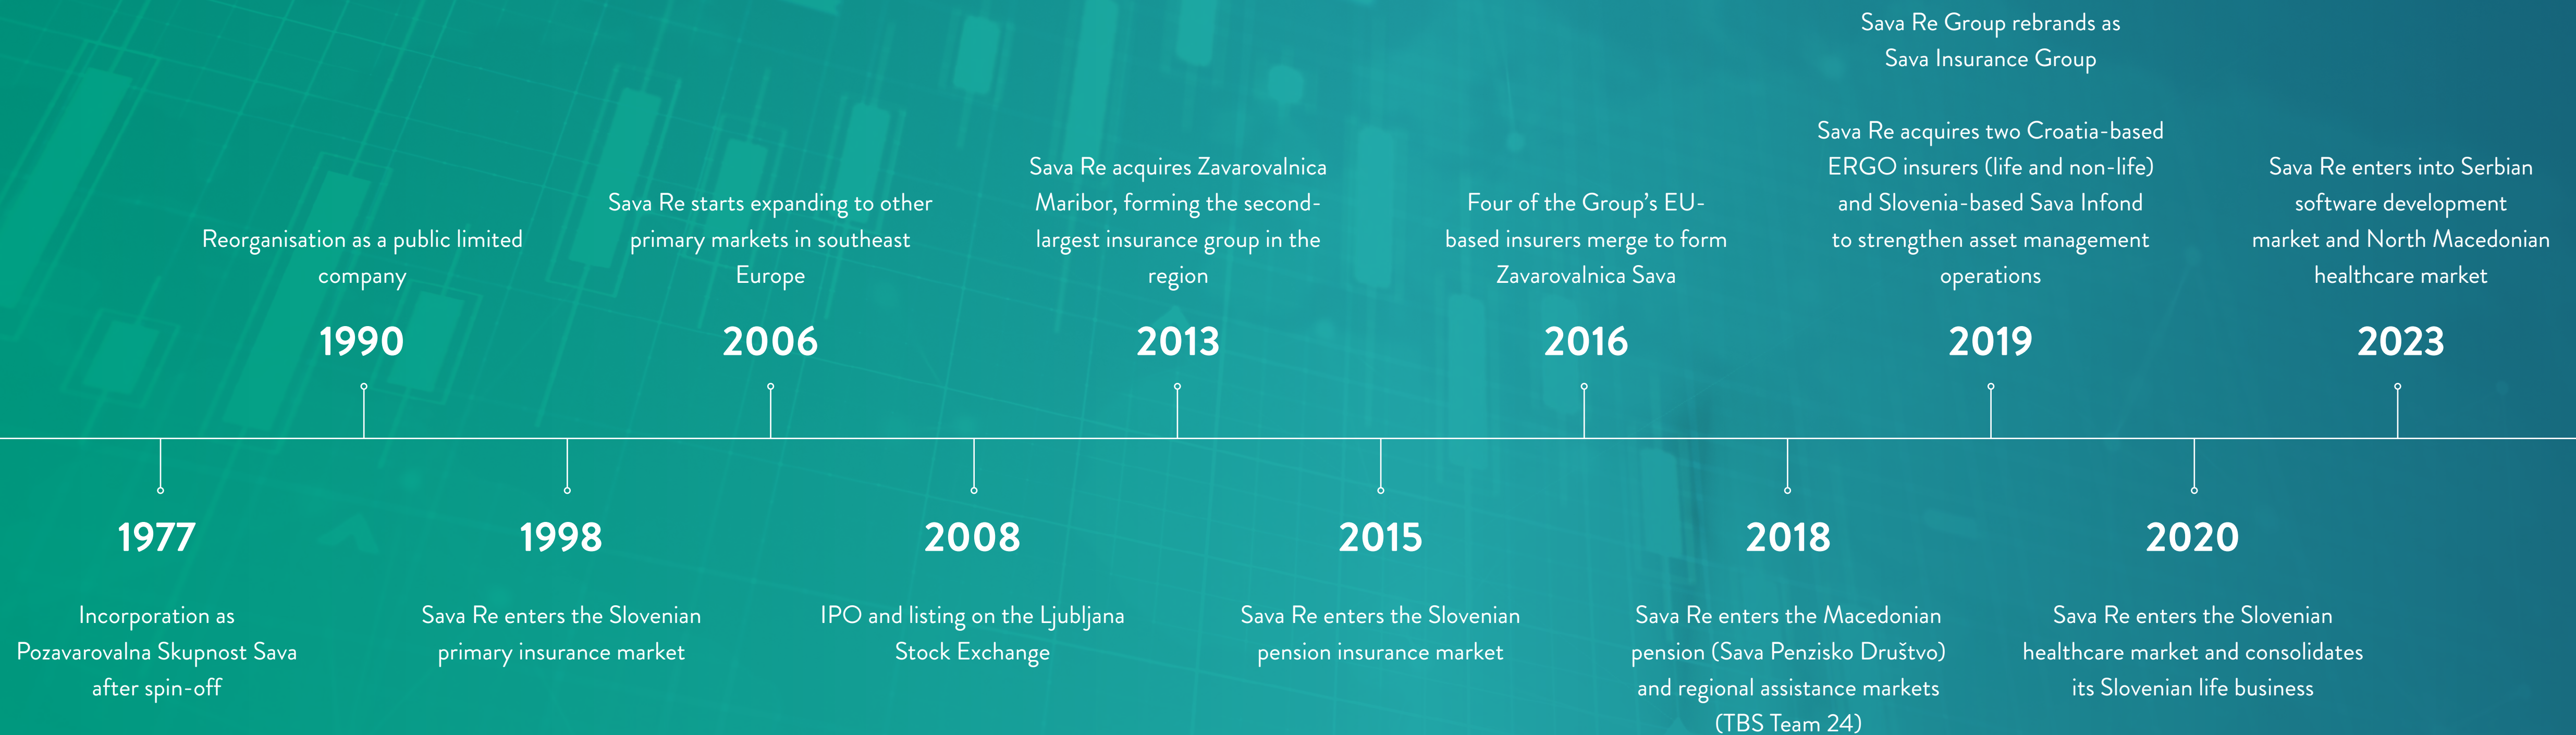 Reorganisation as a public limited
company
1990
Sava Re starts expanding to other
primary markets in southeast
Europe
2006
Sava Re acquires Zavarovalnica
Maribor, forming the second-
largest insurance group in the
region
2013
Four of the Group’s EU-
based insurers merge to form
Zavarovalnica Sava
2016
Sava Re Group rebrands as
Sava Insurance Group
Sava Re acquires two Croatia-based
ERGO insurers (life and non-life)
and Slovenia-based Sava Infond
to strengthen asset management
operations
2019
Sava Re enters into Serbian
software development
market and North Macedonian
healthcare market
2023
1977
Incorporation as
Pozavarovalna Skupnost Sava
after spin-off
1998
Sava Re enters the Slovenian
primary insurance market
2008
IPO and listing on the Ljubljana
Stock Exchange
2015
Sava Re enters the Slovenian
pension insurance market
2018
Sava Re enters the Macedonian
pension (Sava Penzisko Društvo)
and regional assistance markets
(TBS Team 24)
2020
Sava Re enters the Slovenian
healthcare market and consolidates
its Slovenian life business